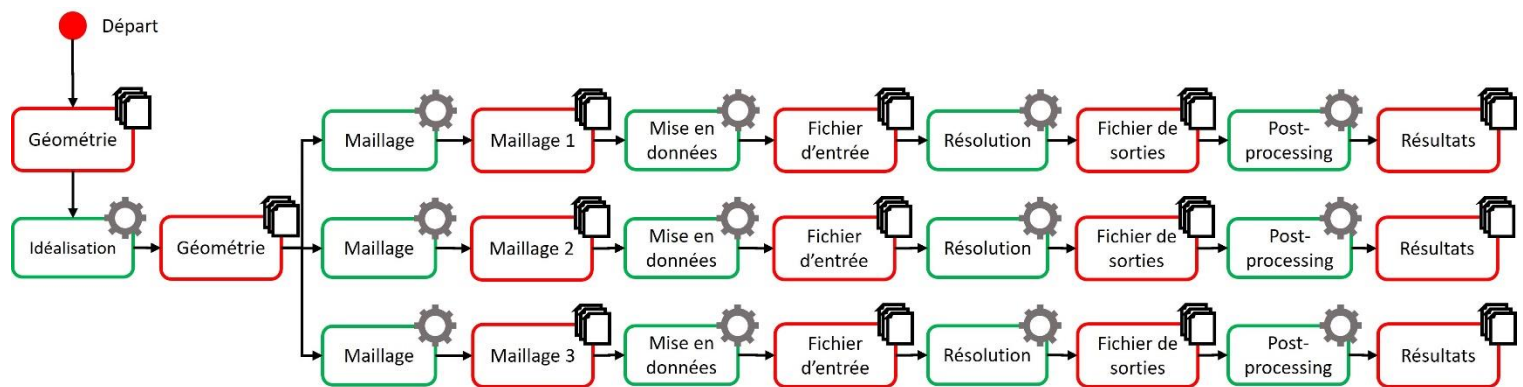 Départ
Géométrie
Idéalisation
Géométrie
Maillage
Maillage 1
Mise en
données
Fichier
d'entrée
Résolution
Fichier de
sorties
Post-
processing
Résultats
Maillage
Maillage 2
Mise en
données
Fichier
d'entrée
Résolution
Fichier de
sorties
Post-
processing
Résultats
Maillage
Maillage 3
Mise en
données
Fichier
d'entrée
Résolution
Fichier de
sorties
Post-
processing
Résultats